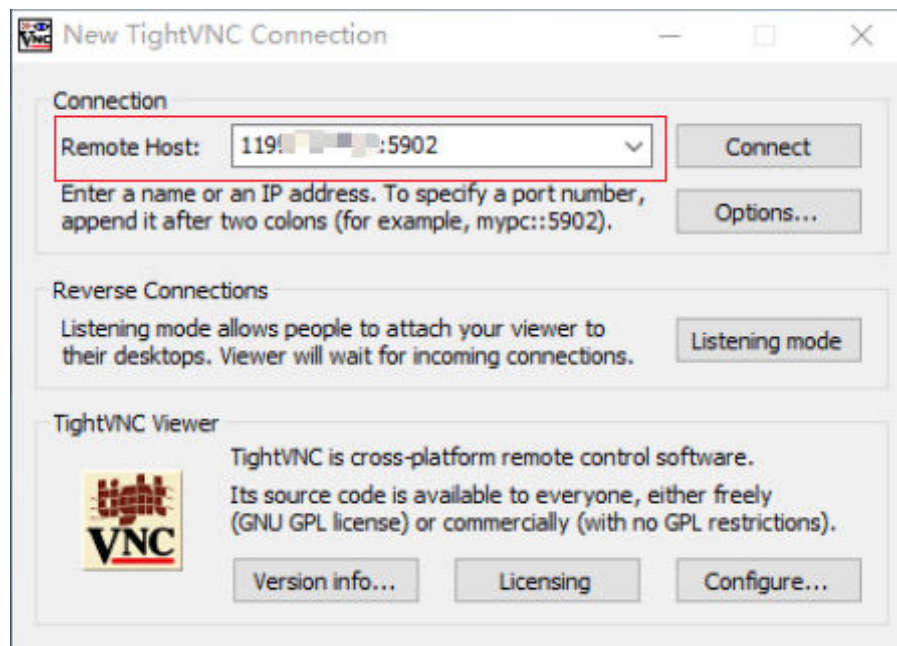 New TightVNC Connection
Connection
Remote Host: 119 :5902
Connect
Enter a name or an IP address. To specify a port number,
append it after two colons (for example, mypc::5902).
Options...
Reverse Connections
Listening mode allows people to attach your viewer to
their desktops. Viewer will wait for incoming connections.
Listening mode
TightVNC Viewer
TightVNC is cross-platform remote control software.
Its source code is available to everyone, either freely
(GNU GPL license) or commercially (with no GPL restrictions).
tight
VNC
Version info...
Licensing
Configure...